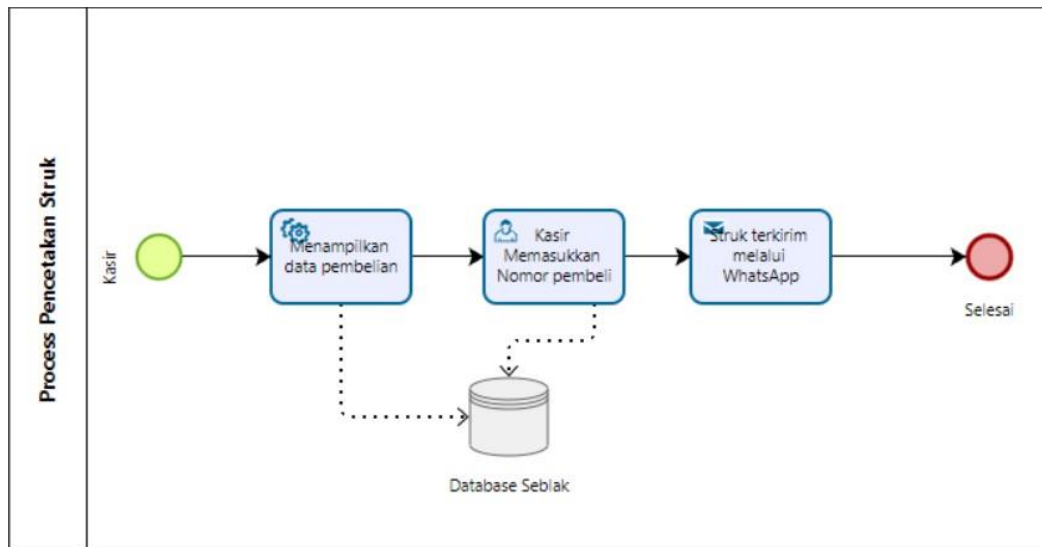 Process Pencetakan Struk
Kasir
Menampilkan
data pembelian
Kasir
Memasukkan
Nomor pembeli
Struk terkirim
melalui
WhatsApp
Selesai
Database Seblak